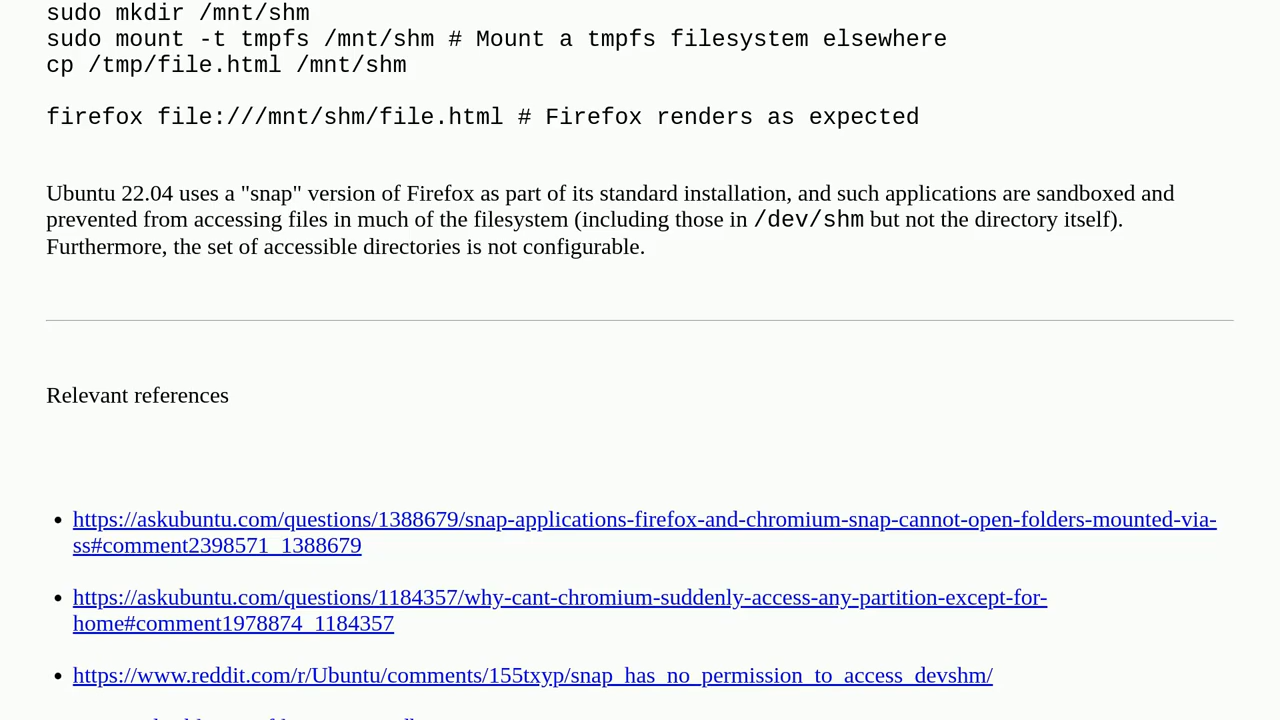 sudo mkdir /mnt/shm
sudo mount -t tmpfs /mnt/shm # Mount a tmpfs filesystem elsewhere
cp /tmp/file.html /mnt/shm
firefox file:///mnt/shm/file.html # Firefox renders as expected
Ubuntu 22.04 uses a "snap" version of Firefox as part of its standard installation, and such applications are sandboxed and
prevented from accessing files in much of the filesystem (including those in /dev/shm but not the directory itself).
Furthermore, the set of accessible directories is not configurable.
Relevant references
• https://askubuntu.com/questions/1388679/snap-applications-firefox-and-chromium-snap-cannot-open-folders-mounted-via-
ss#comment2398571_1388679
• https://askubuntu.com/questions/1184357/why-cant-chromium-suddenly-access-any-partition-except-for-
home#comment1978874_1184357
• https://www.reddit.com/r/Ubuntu/comments/155txyp/snap_has_no_permission_to_access_devshm/